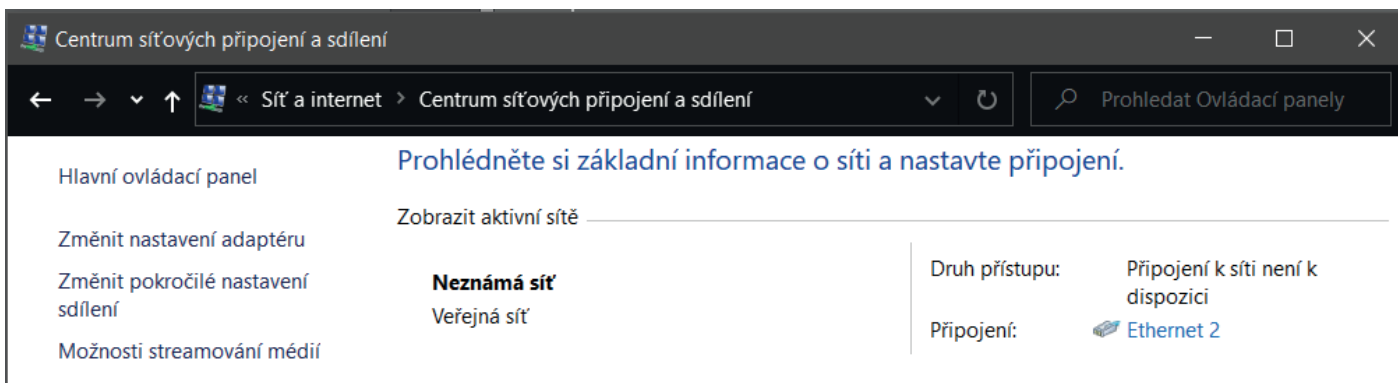 Centrum síťových připojení a sdílení
« Síť a internet > Centrum síťových připojení a sdílení
Prohledat Ovládací panely
Hlavní ovládací panel
Změnit nastavení adaptéru
Změnit pokročilé nastavení
sdílení
Možnosti streamování médií
Prohlédněte si základní informace o síti a nastavte připojení.
Zobrazit aktivní sítě
Neznámá síť
Veřejná síť
Druh přístupu: Připojení k síti není k
dispozici
Připojení: Ethernet 2